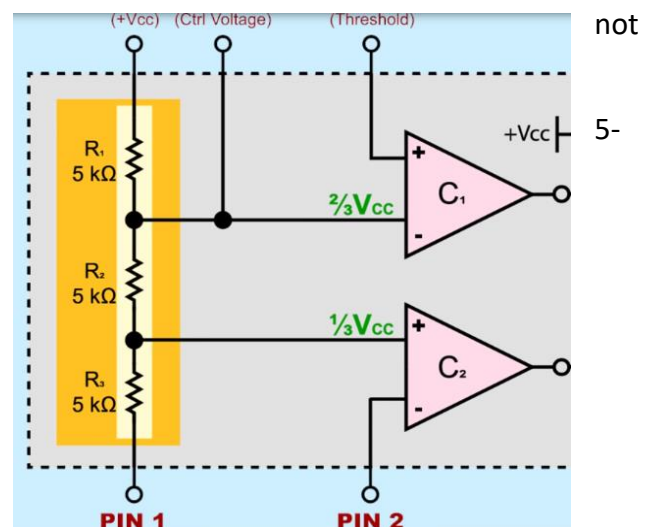 (+Vcc) (Ctrl Voltage) (Threshold) not
+Vcc 5-
R₁
5 kΩ
+
C₁
⅔Vcc
-
R₂
5 kΩ
⅓Vcc
+
C₂
R₃
5 kΩ
-
PIN 1 PIN 2